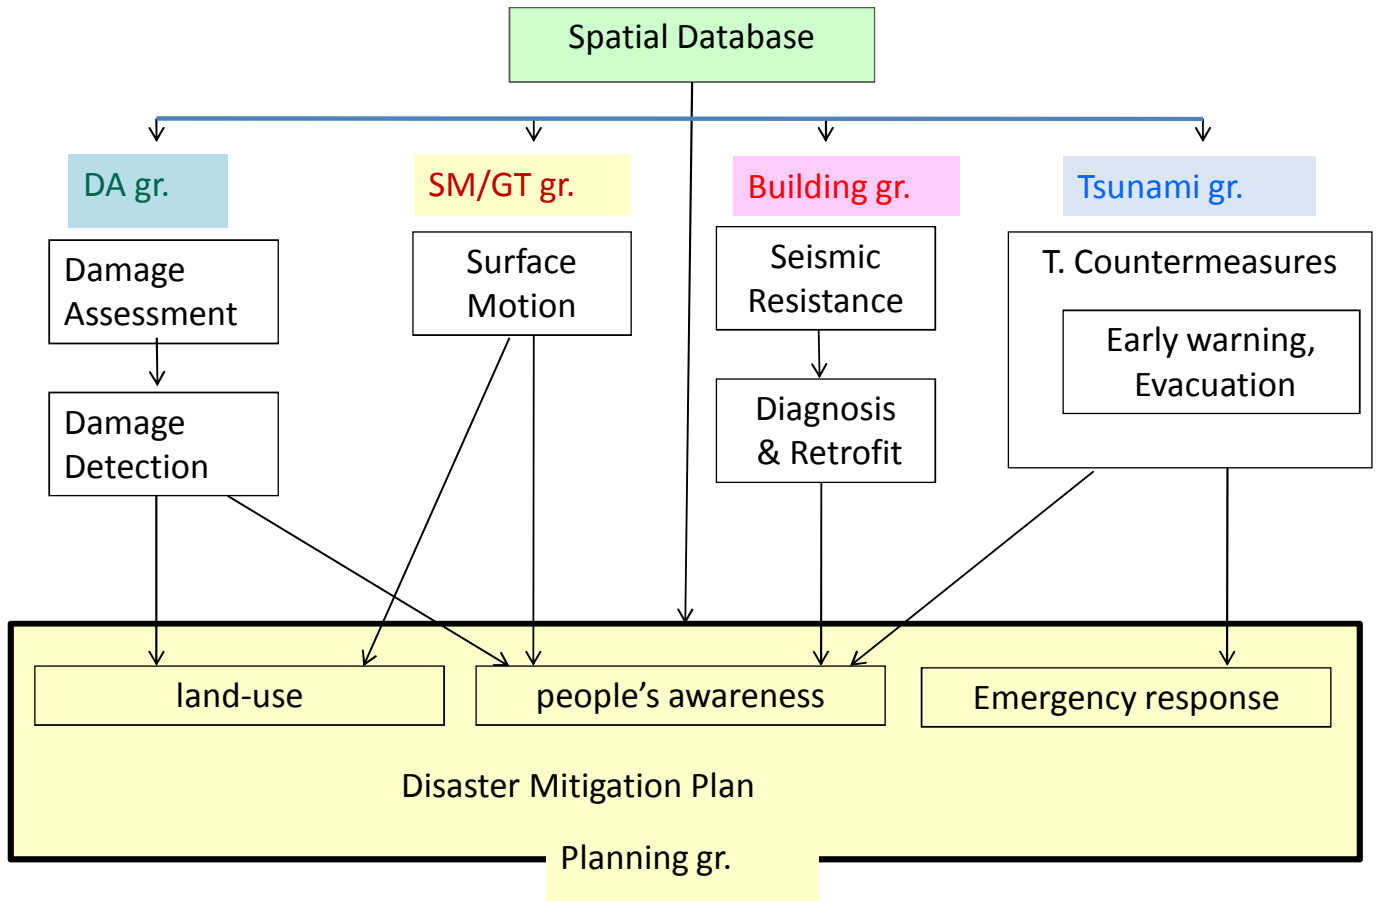 Spatial Database
DA gr.
SM/GT gr.
Building gr.
Tsunami gr.
Damage
Assessment
Surface
Motion
Seismic
Resistance
T. Countermeasures
Early warning,
Evacuation
Damage
Detection
Diagnosis
& Retrofit
land-use
people’s awareness
Emergency response
Disaster Mitigation Plan
Planning gr.